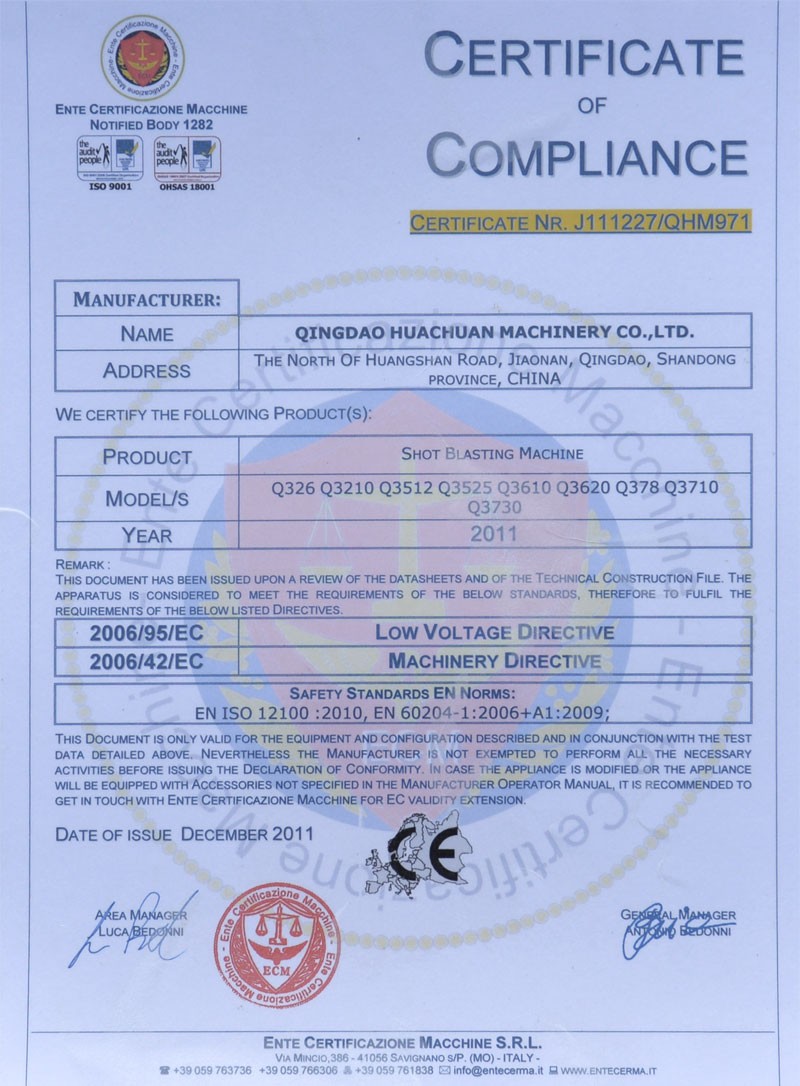 Ente Certificazione Macchine - Ente Certificazione Macchine -
CERTIFICATE
OF
COMPLIANCE
ENTE CERTIFICAZIONE MACCHINE
NOTIFIED BODY 1282
the audit people
the audit people
ISO 9001
OHSAS 18001
CERTIFICATE NR. J111227/QHM971
MANUFACTURER:
NAME
QINGDAO HUACHUAN MACHINERY CO.,LTD.
ADDRESS
THE NORTH OF HUANGSHAN ROAD, JIAONAN, QINGDAO, SHANDONG
PROVINCE, CHINA
WE CERTIFY THE FOLLOWING PRODUCT(S):
PRODUCT
SHOT BLASTING MACHINE
MODEL/S
Q326 Q3210 Q3512 Q3525 Q3610 Q3620 Q378 Q3710
Q3730
YEAR
2011
REMARK :
THIS DOCUMENT HAS BEEN ISSUED UPON A REVIEW OF THE DATASHEETS AND OF THE TECHNICAL CONSTRUCTION FILE. THE
APPARATUS IS CONSIDERED TO MEET THE REQUIREMENTS OF THE BELOW STANDARDS, THEREFORE TO FULFIL THE
REQUIREMENTS OF THE BELOW LISTED DIRECTIVES.
2006/95/EC
LOW VOLTAGE DIRECTIVE
2006/42/EC
MACHINERY DIRECTIVE
SAFETY STANDARDS EN NORMS:
EN ISO 12100 :2010, EN 60204-1:2006+A1:2009;
THIS DOCUMENT IS ONLY VALID FOR THE EQUIPMENT AND CONFIGURATION DESCRIBED AND IN CONJUNCTION WITH THE TEST
DATA DETAILED ABOVE. NEVERTHELESS THE MANUFACTURER IS NOT EXEMPTED TO PERFORM ALL THE NECESSARY
ACTIVITIES BEFORE ISSUING THE DECLARATION OF CONFORMITY. IN CASE THE APPLIANCE IS MODIFIED OR THE APPLIANCE
WILL BE EQUIPPED WITH ACCESSORIES NOT SPECIFIED IN THE MANUFACTURER OPERATOR MANUAL, IT IS RECOMMENDED TO
GET IN TOUCH WITH ENTE CERTIFICAZIONE MACCHINE FOR EC VALIDITY EXTENSION.
DATE OF ISSUE DECEMBER 2011
CE
AREA MANAGER
LUCA BEDONNI
Ente Certificazione Macchine - Ente Certificazione Macchine -
ECM
GENERAL MANAGER
ANTONIO BEDONNI
ENTE CERTIFICAZIONE MACCHINE S.R.L.
VIA MINCIO,386 - 41056 SAVIGNANO S/P. (MO) - ITALY -
+39 059 763736 +39 059 766306 +39 059 761838 info@entecerma.it WWW.ENTECERMA.IT